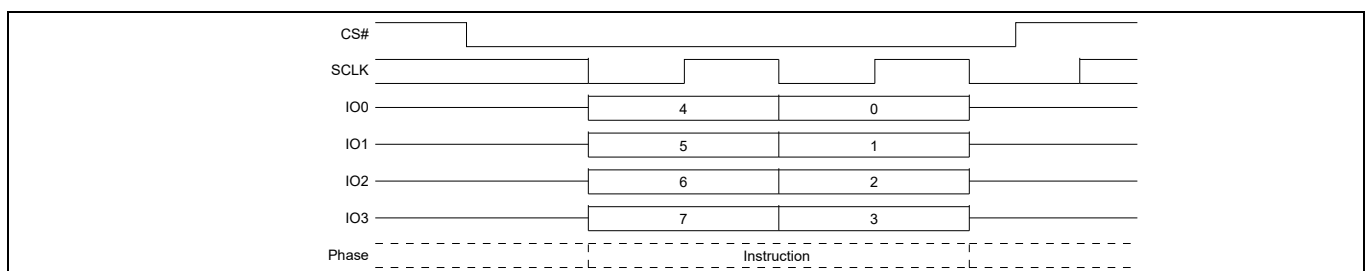 CS#
SCLK
IO0 4 0
IO1 5 1
IO2 6 2
IO3 7 3
Phase Instruction